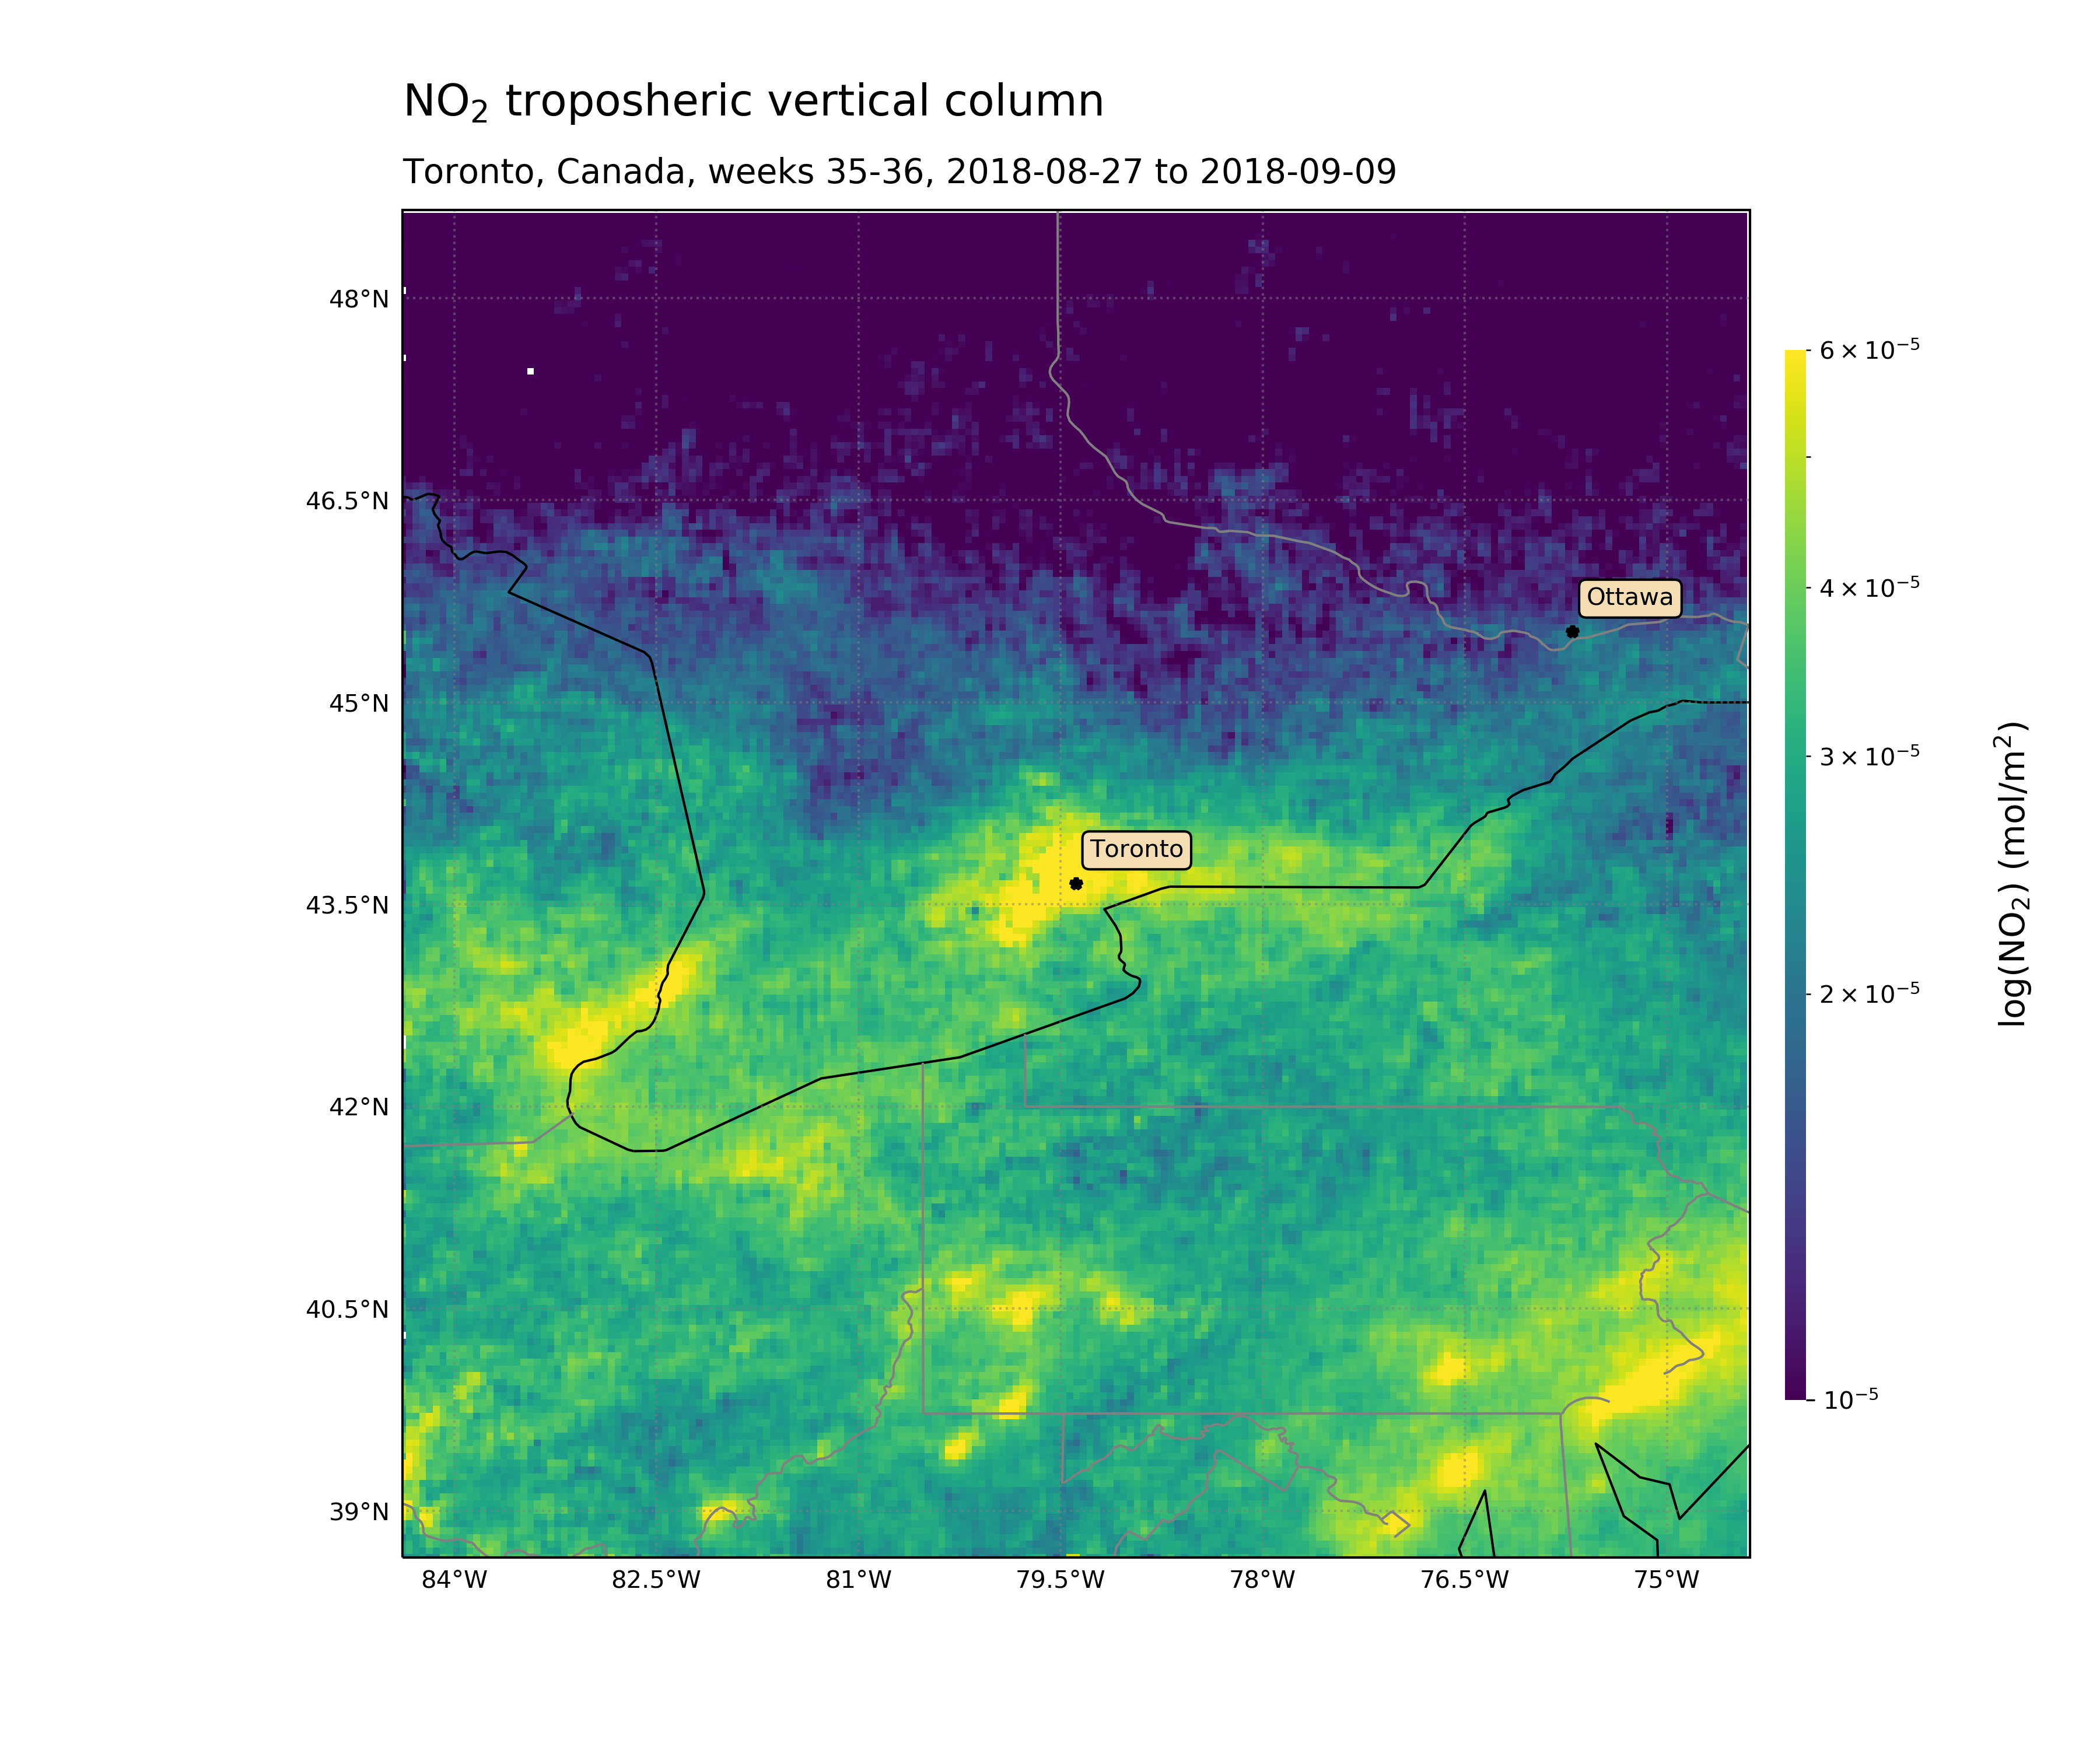 NO₂ troposheric vertical column
Toronto, Canada, weeks 35-36, 2018-08-27 to 2018-09-09
48°N
46.5°N
45°N
43.5°N
42°N
40.5°N
39°N
84°W 82.5°W 81°W 79.5°W 78°W 76.5°W 75°W
Ottawa
Toronto
6 × 10⁻⁵
4 × 10⁻⁵
3 × 10⁻⁵
2 × 10⁻⁵
10⁻⁵
log(NO₂) (mol/m²)